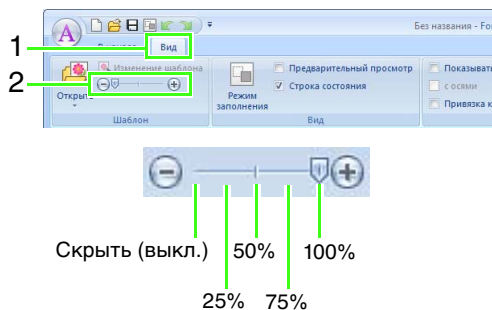 Без названия - Fo
1
Вид
2
Изменение шаблона
Открыть
Шаблон
Режим заполнения
Предварительный просмотр
Строка состояния
Вид
Показывать
с осями
Привязка к
Скрыть (выкл.)
50%
100%
25%
75%